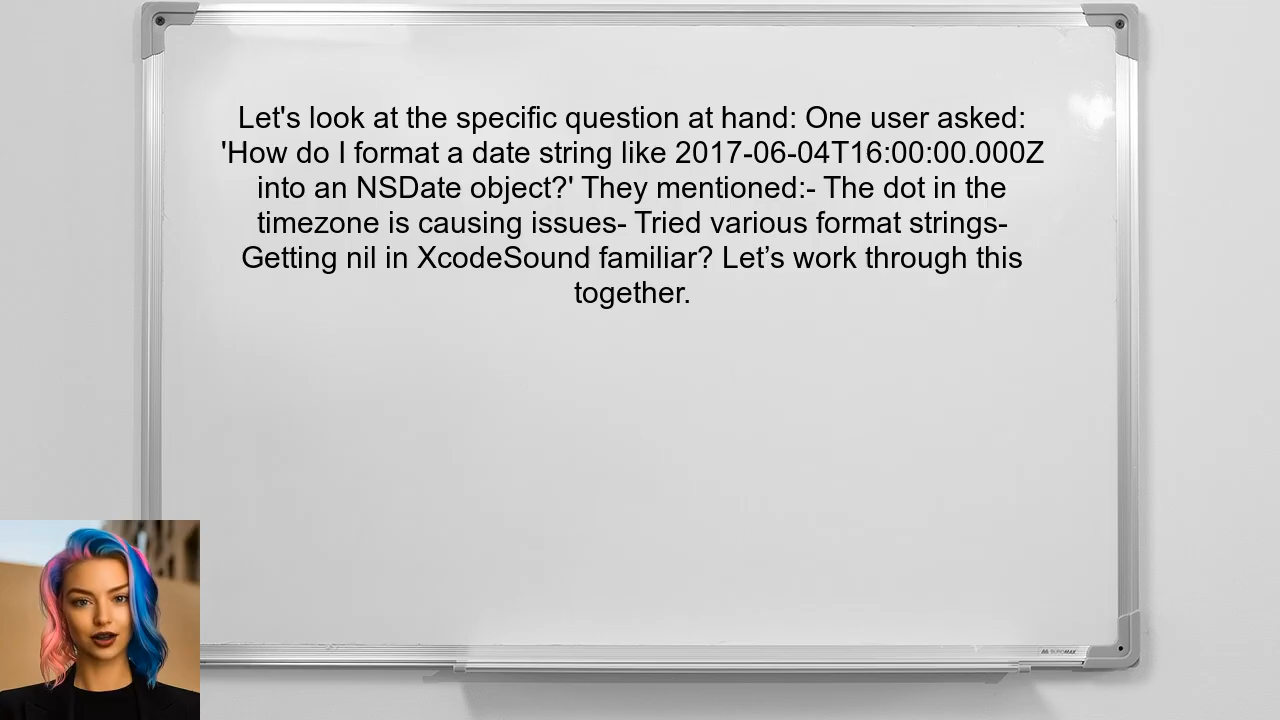 Let's look at the specific question at hand: One user asked:
'How do I format a date string like 2017-06-04T16:00:00.000Z
into an NSDate object?' They mentioned:- The dot in the
timezone is causing issues- Tried various format strings-
Getting nil in XcodeSound familiar? Let’s work through this
together.